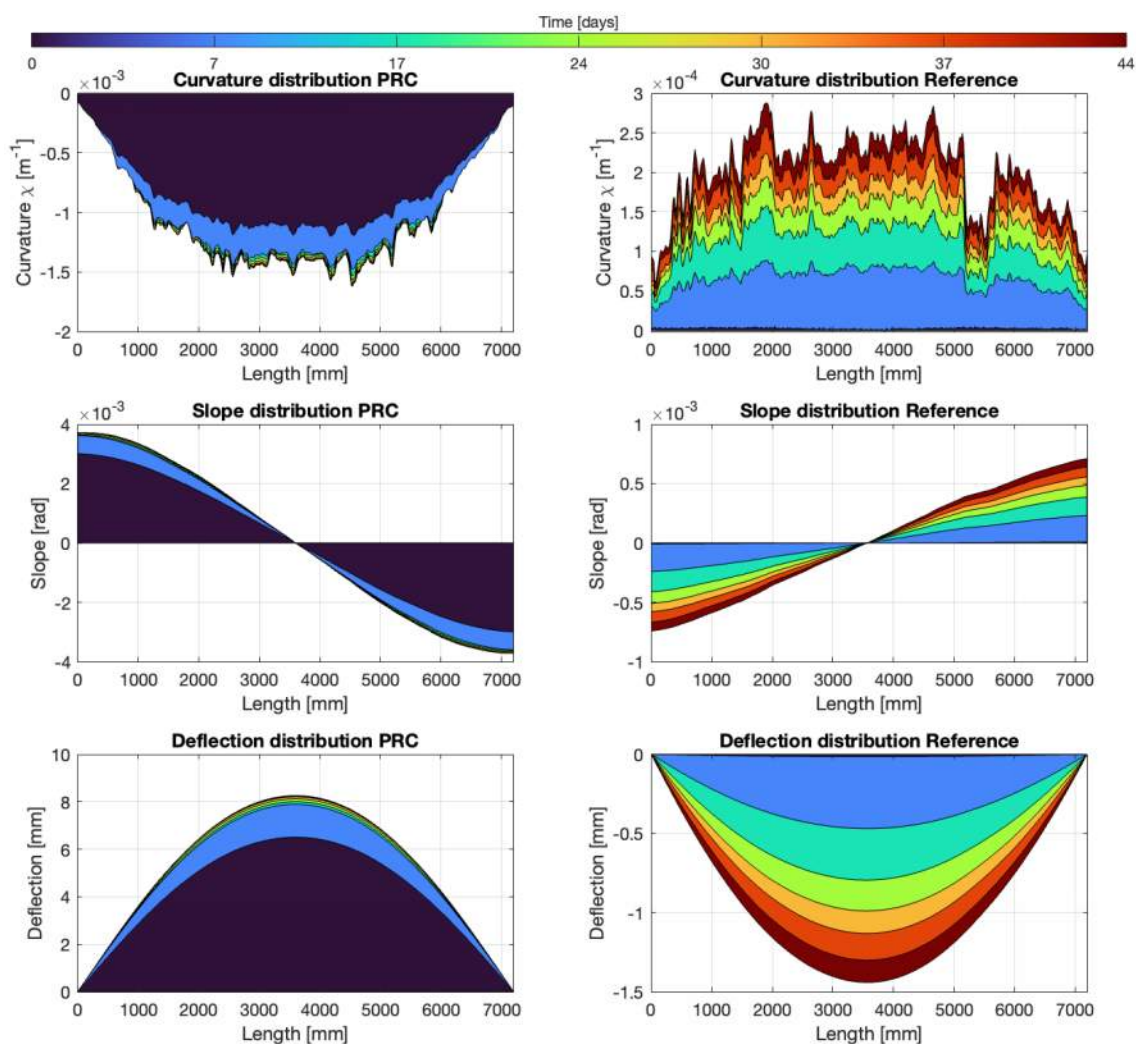 Time [days]
0 7 17 24 30 37 44
Curvature distribution PRC
×10⁻³
0
-0.5
-1
-1.5
-2
Curvature χ [m⁻¹]
0 1000 2000 3000 4000 5000 6000 7000
Length [mm]
Curvature distribution Reference
×10⁻⁴
3
2.5
2
1.5
1
0.5
0
Curvature χ [m⁻¹]
0 1000 2000 3000 4000 5000 6000 7000
Length [mm]
Slope distribution PRC
×10⁻³
4
2
0
-2
-4
Slope [rad]
0 1000 2000 3000 4000 5000 6000 7000
Length [mm]
Slope distribution Reference
×10⁻³
1
0.5
0
-0.5
-1
Slope [rad]
0 1000 2000 3000 4000 5000 6000 7000
Length [mm]
Deflection distribution PRC
10
8
6
4
2
0
Deflection [mm]
0 1000 2000 3000 4000 5000 6000 7000
Length [mm]
Deflection distribution Reference
0
-0.5
-1
-1.5
Deflection [mm]
0 1000 2000 3000 4000 5000 6000 7000
Length [mm]